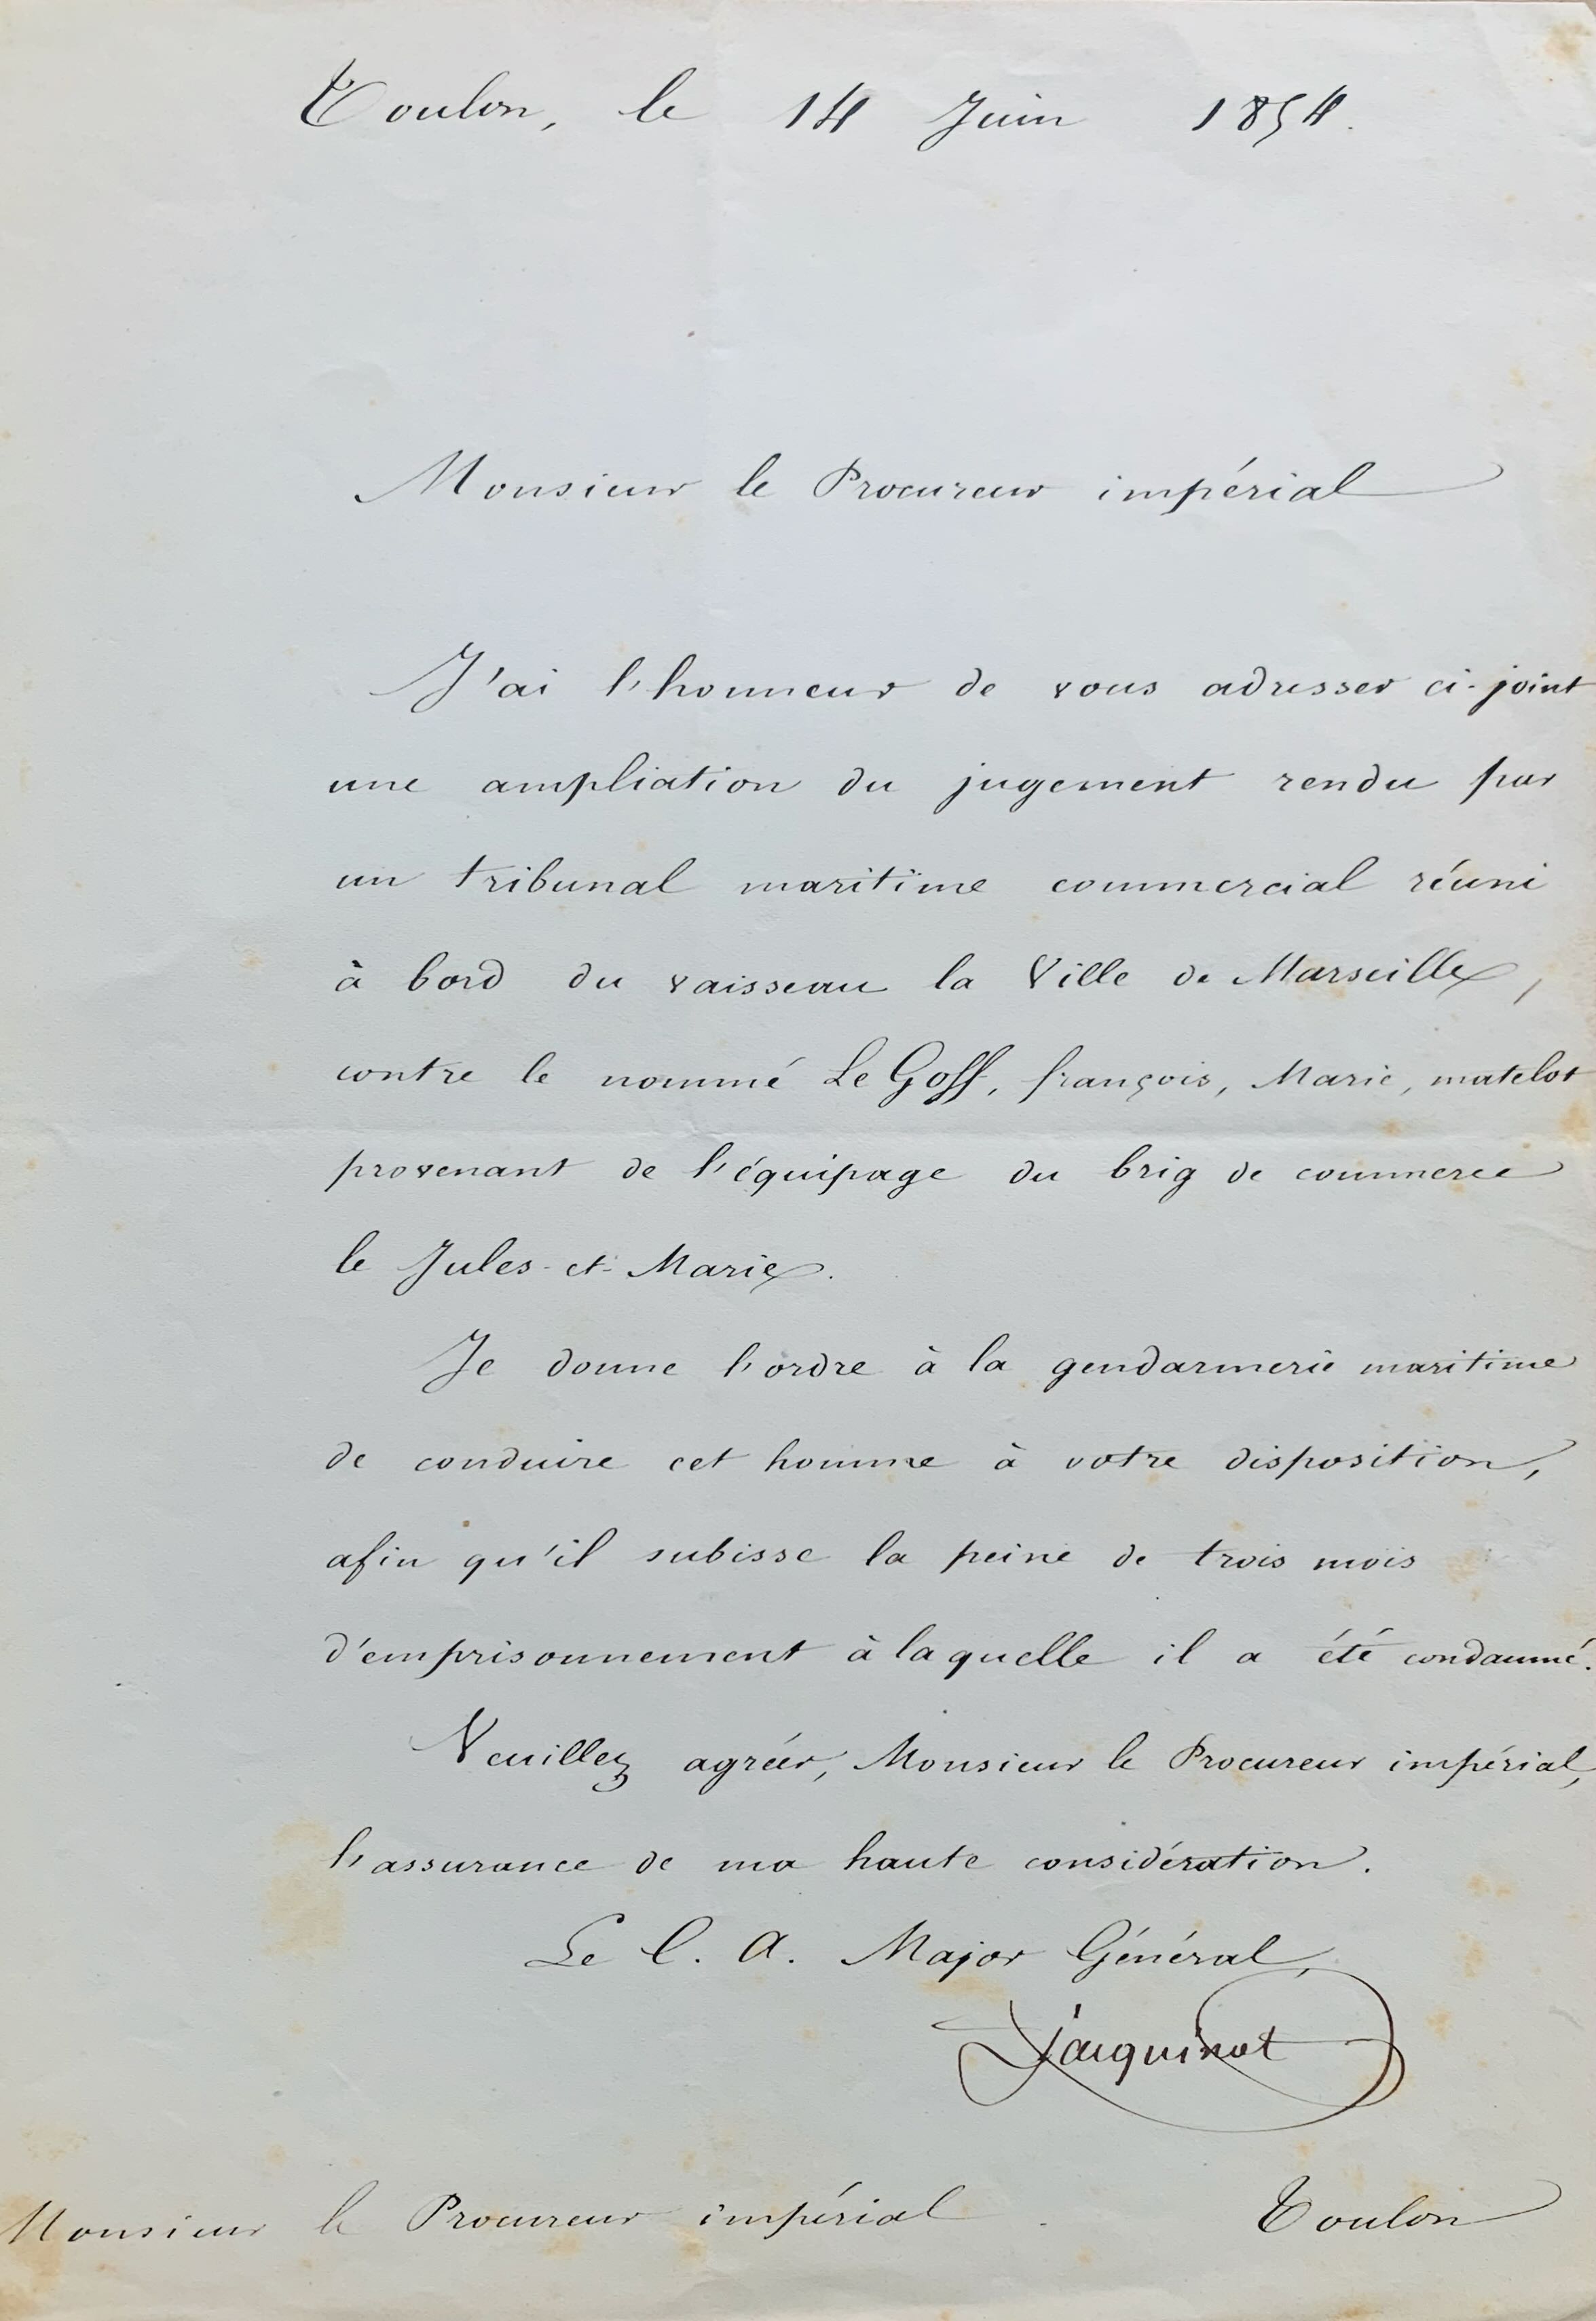 Toulon, le 14 Juin 1854.
Monsieur le Procureur impérial
J'ai l'honneur de vous adresser ci-joint
une ampliation du jugement rendu par
un tribunal maritime commercial réuni
à bord du vaisseau la Ville de Marseille,
contre le nommé Le Goff, françois, Marie, matelot
provenant de l'équipage du brig de commerce
le Jules-et-Marie.
Je donne l'ordre à la gendarmerie maritime
de conduire cet homme à votre disposition,
afin qu'il subisse la peine de trois mois
d'emprisonnement à laquelle il a été condamné.
Veuillez agréer, Monsieur le Procureur impérial,
l'assurance de ma haute considération.
Le C. A. Major Général,
Jacquinot
Monsieur le Procureur impérial. Toulon